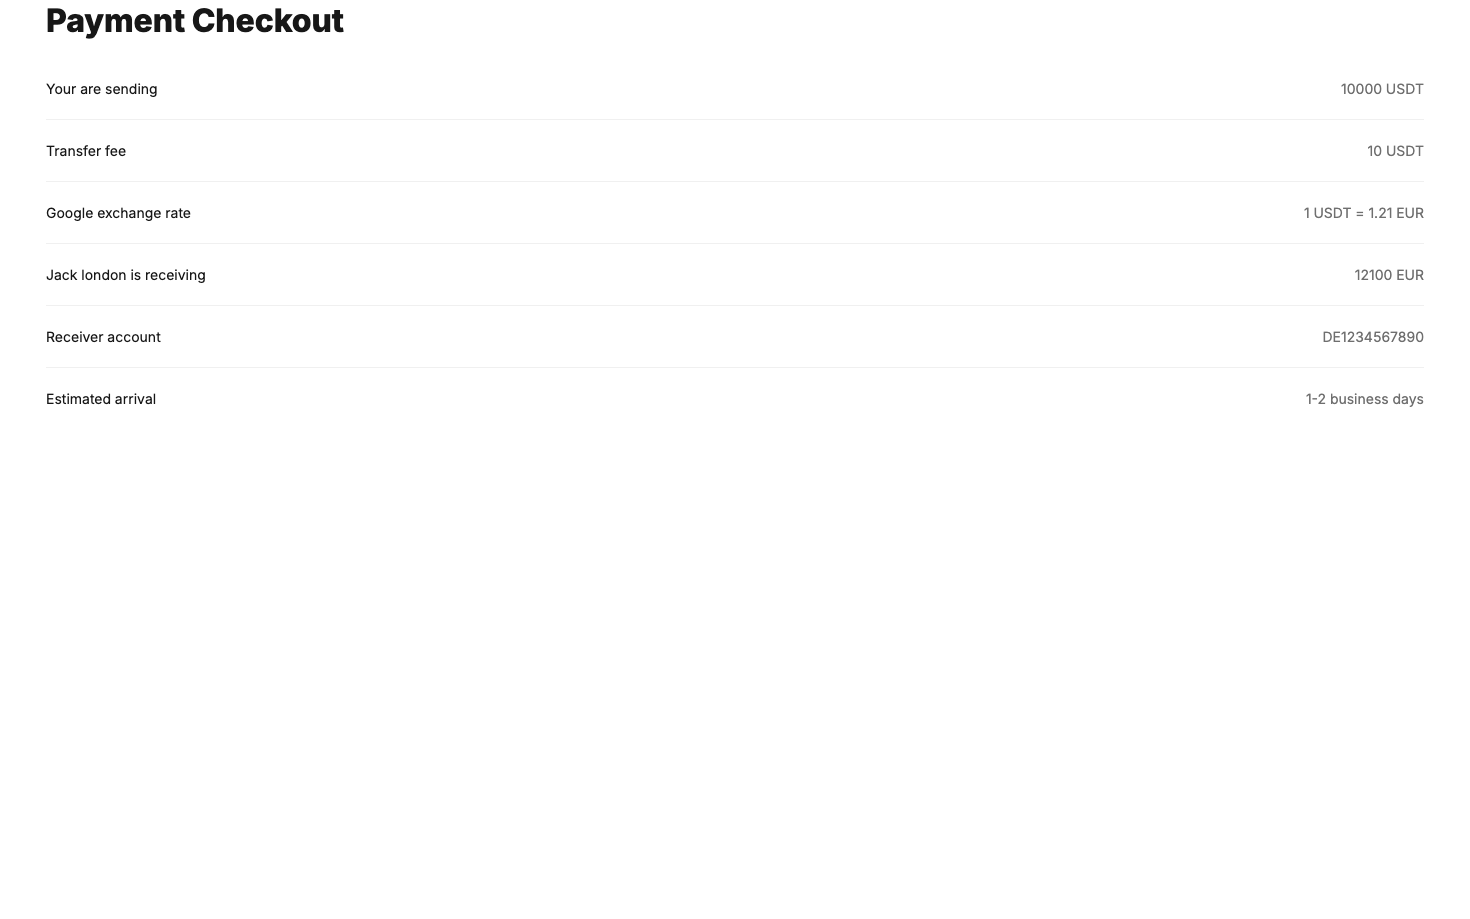 Payment Checkout
Your are sending 10000 USDT
Transfer fee 10 USDT
Google exchange rate 1 USDT = 1.21 EUR
Jack london is receiving 12100 EUR
Receiver account DE1234567890
Estimated arrival 1-2 business days